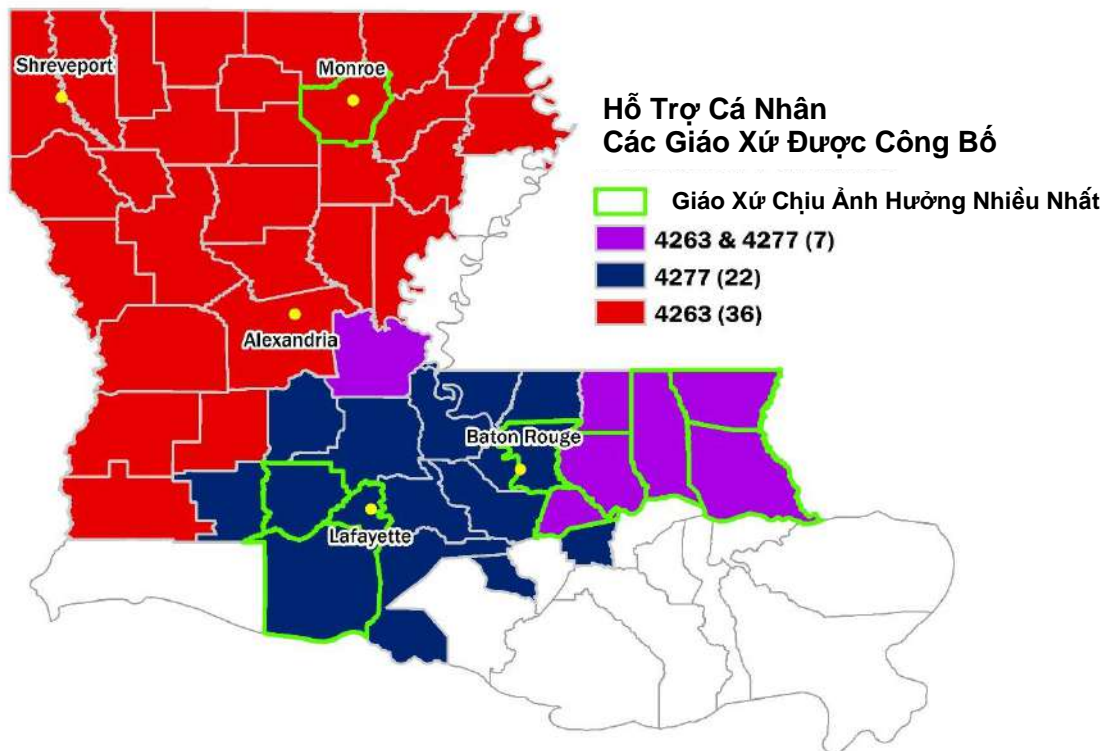 Shreveport
Monroe
Hỗ Trợ Cá Nhân
Các Giáo Xứ Được Công Bố
Giáo Xứ Chịu Ảnh Hưởng Nhiều Nhất
4263 & 4277 (7)
4277 (22)
4263 (36)
Alexandria
Baton Rouge
Lafayette